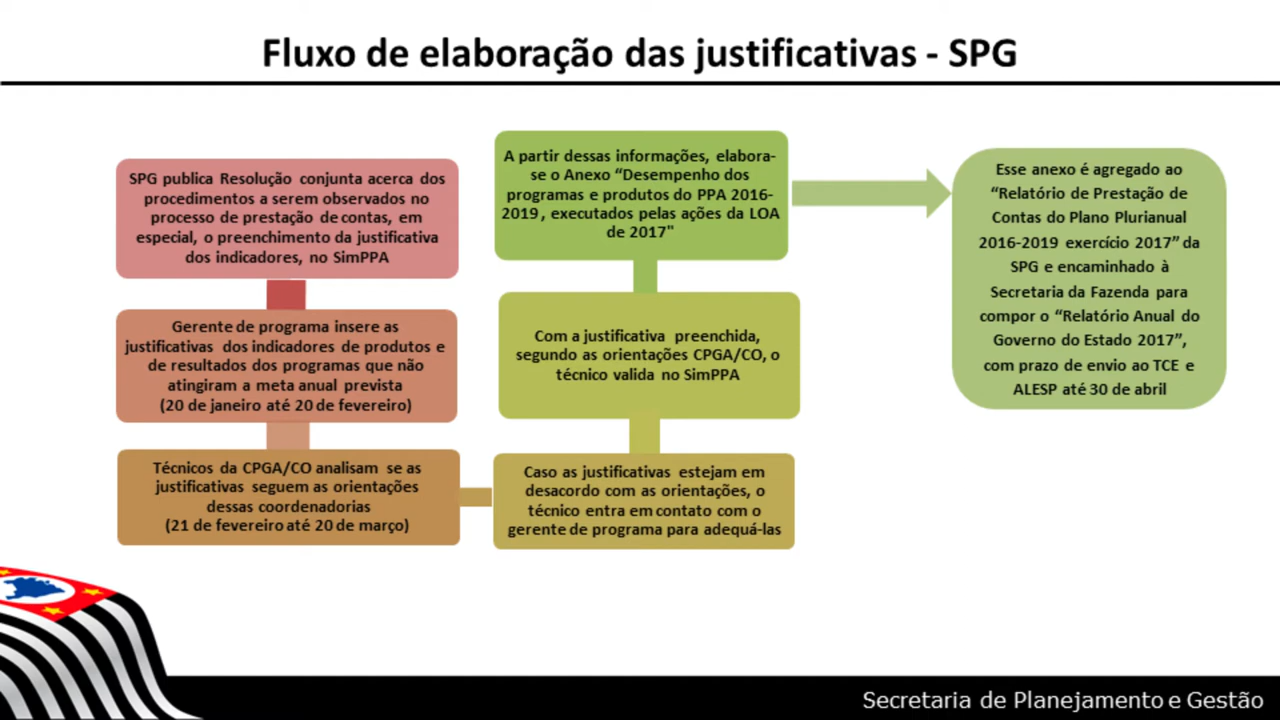 Fluxo de elaboração das justificativas - SPG
SPG publica Resolução conjunta acerca dos
procedimentos a serem observados no
processo de prestação de contas, em
especial, o preenchimento da justificativa
dos indicadores, no SimPPA
Gerente de programa insere as
justificativas dos indicadores de produtos e
de resultados dos programas que não
atingiram a meta anual prevista
(20 de janeiro até 20 de fevereiro)
Técnicos da CPGA/CO analisam se as
justificativas seguem as orientações
dessas coordenadorias
(21 de fevereiro até 20 de março)
Caso as justificativas estejam em
desacordo com as orientações, o
técnico entra em contato com o
gerente de programa para adequá-las
Com a justificativa preenchida,
segundo as orientações CPGA/CO, o
técnico valida no SimPPA
A partir dessas informações, elabora-
se o Anexo “Desempenho dos
programas e produtos do PPA 2016-
2019, executados pelas ações da LOA
de 2017"
Esse anexo é agregado ao
“Relatório de Prestação de
Contas do Plano Plurianual
2016-2019 exercício 2017” da
SPG e encaminhado à
Secretaria da Fazenda para
compor o “Relatório Anual do
Governo do Estado 2017”,
com prazo de envio ao TCE e
ALESP até 30 de abril
Secretaria de Planejamento e Gestão